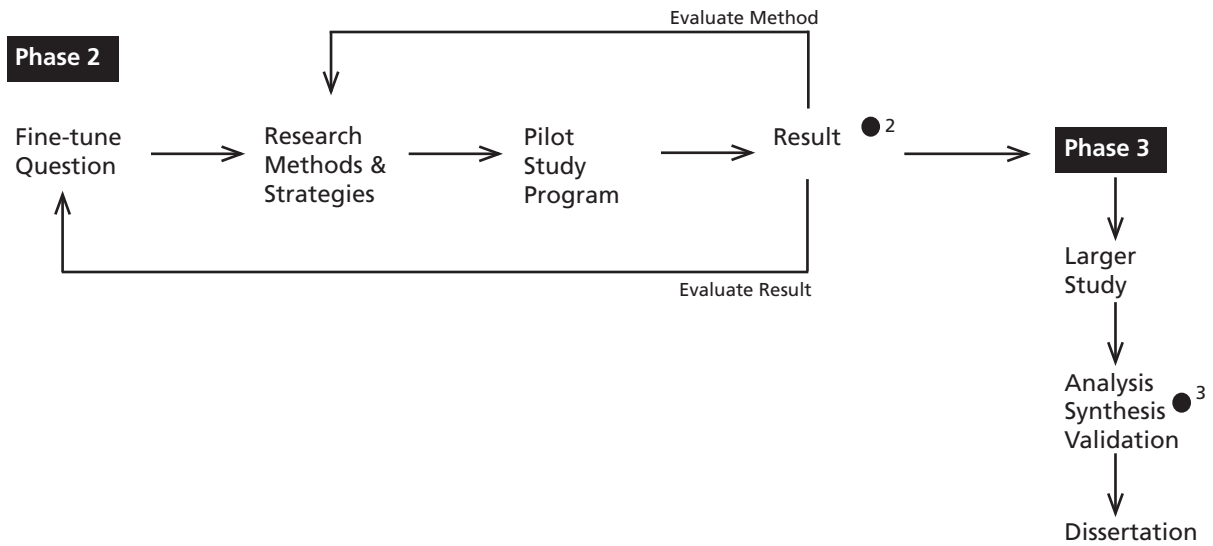 Evaluate Method
Phase 2
Fine-tune
Question
Research
Methods &
Strategies
Pilot
Study
Program
Result
2
Phase 3
Evaluate Result
Larger
Study
Analysis
Synthesis
Validation
3
Dissertation